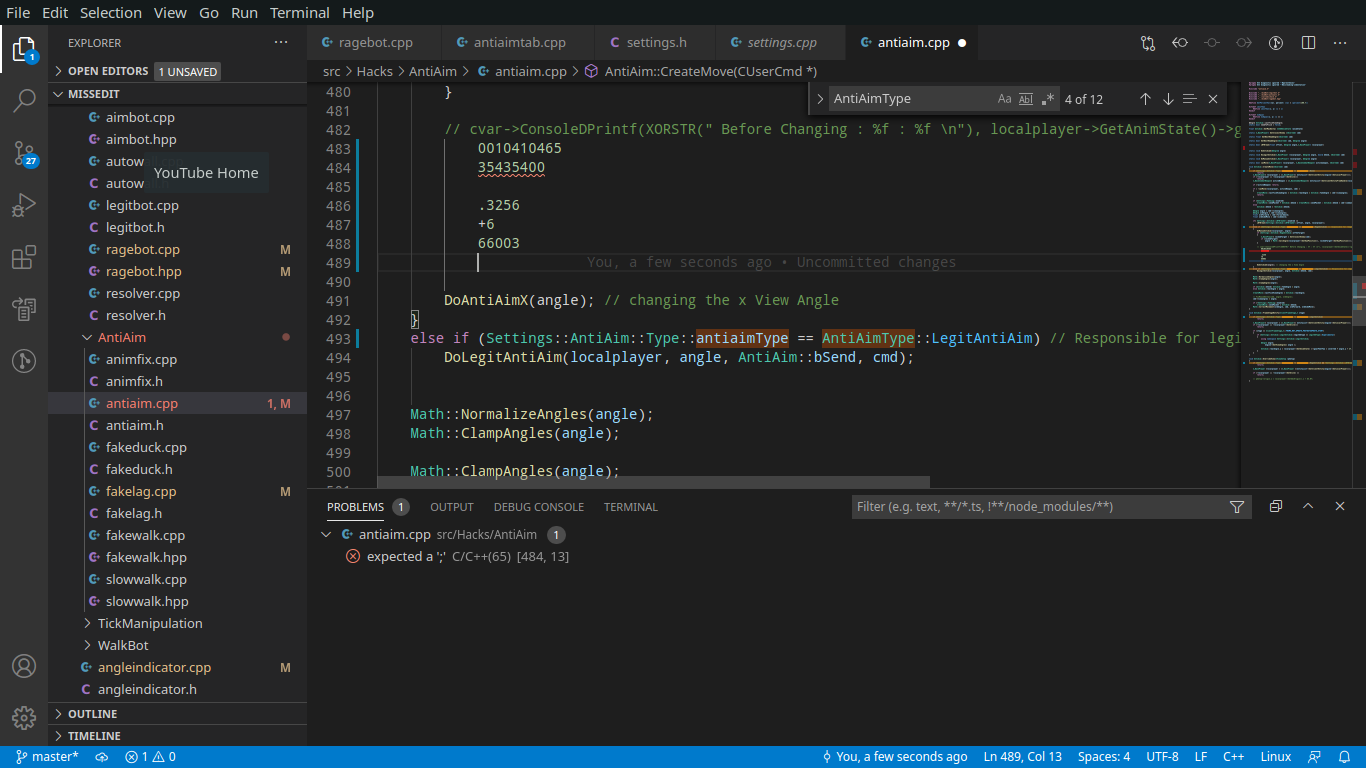 File Edit Selection View Go Run Terminal Help
EXPLORER
ragebot.cpp antiaimtab.cpp settings.h settings.cpp antiaim.cpp
OPEN EDITORS 1 UNSAVED
src > Hacks > AntiAim > antiaim.cpp > AntiAim::CreateMove(CUserCmd *)
MISSEDIT
aimbot.cpp
aimbot.hpp
autow
YouTube Home
autow
legitbot.cpp
legitbot.h
ragebot.cpp M
ragebot.hpp M
resolver.cpp
resolver.h
AntiAim
animfix.cpp
animfix.h
antiaim.cpp 1, M
antiaim.h
fakeduck.cpp
fakeduck.h
fakelag.cpp M
fakelag.h
fakewalk.cpp
fakewalk.hpp
slowwalk.cpp
slowwalk.hpp
TickManipulation
WalkBot
angleindicator.cpp M
angleindicator.h
OUTLINE
TIMELINE
1
27
AntiAimType Aa Abl .* 4 of 12
480 }
481
482 // cvar->ConsoleDPrintf(XORSTR(" Before Changing : %f : %f \n"), localplayer->GetAnimState()->g
483 0010410465
484 35435400
485
486 .3256
487 +6
488 66003
489 You, a few seconds ago • Uncommitted changes
490
491 DoAntiAimX(angle); // changing the x View Angle
492 }
493 else if (Settings::AntiAim::Type::antiaimType == AntiAimType::LegitAntiAim) // Responsible for legi
494 DoLegitAntiAim(localplayer, angle, AntiAim::bSend, cmd);
495
496
497 Math::NormalizeAngles(angle);
498 Math::ClampAngles(angle);
499
500 Math::ClampAngles(angle);
PROBLEMS 1 OUTPUT DEBUG CONSOLE TERMINAL Filter (e.g. text, **/*.ts, !**/node_modules/**)
antiaim.cpp src/Hacks/AntiAim 1
expected a ';' C/C++(65) [484, 13]
master* 1 0 You, a few seconds ago Ln 489, Col 13 Spaces: 4 UTF-8 LF C++ Linux